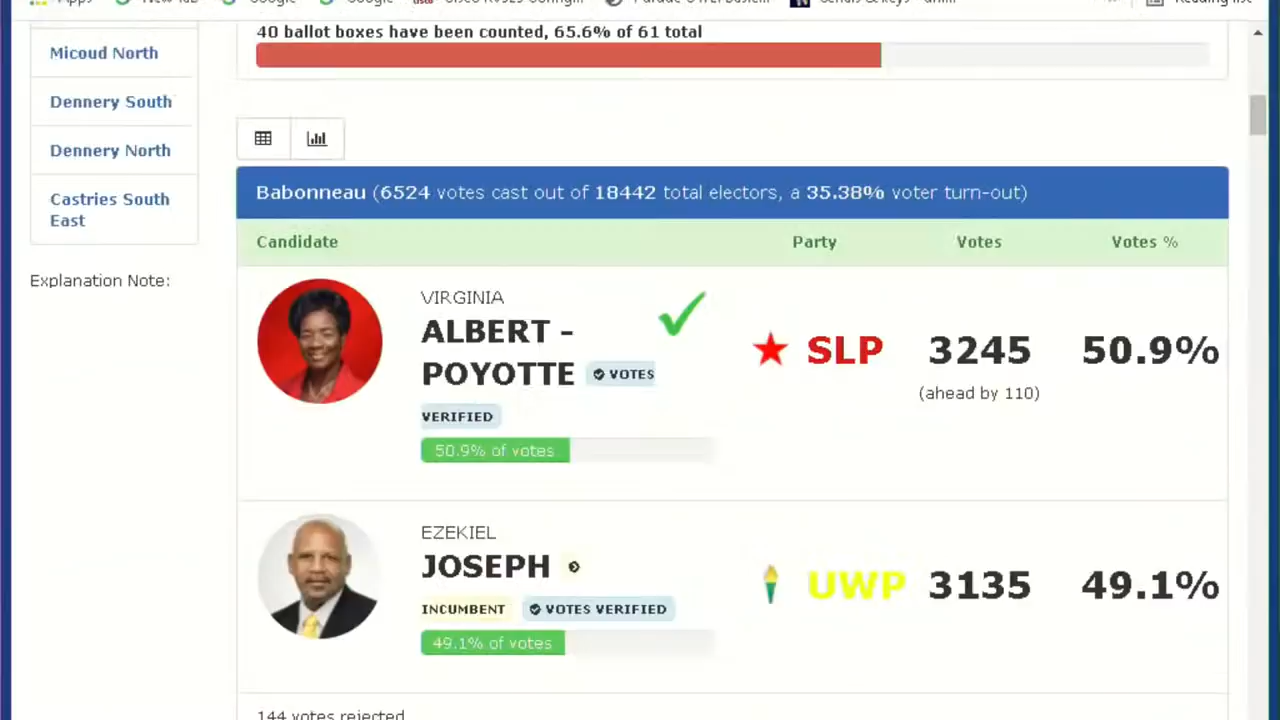 40 ballot boxes have been counted, 65.6% of 61 total
Micoud North
Dennery South
Dennery North
Castries South
East
Explanation Note:
Babonneau (6524 votes cast out of 18442 total electors, a 35.38% voter turn-out)
Candidate Party Votes Votes %
VIRGINIA
ALBERT -
POYOTTE VOTES
VERIFIED
50.9% of votes
SLP 3245 50.9%
(ahead by 110)
EZEKIEL
JOSEPH
INCUMBENT VOTES VERIFIED
49.1% of votes
UWP 3135 49.1%
144 votes rejected